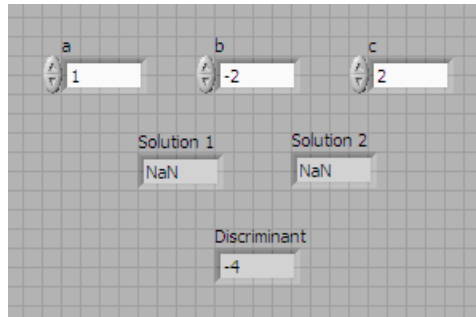 a b c
1 -2 2
Solution 1 Solution 2
NaN NaN
Discriminant
-4